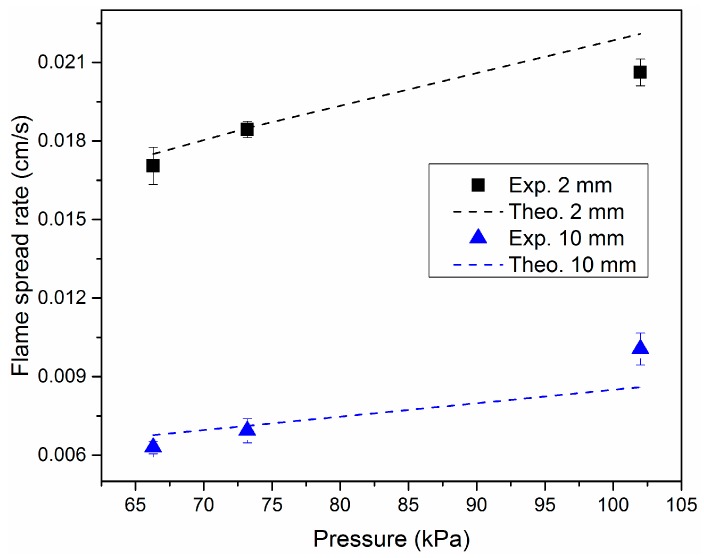 0.021
0.018
0.015
0.012
0.009
0.006
Flame spread rate (cm/s)
Exp. 2 mm
Theo. 2 mm
Exp. 10 mm
Theo. 10 mm
65 70 75 80 85 90 95 100 105
Pressure (kPa)